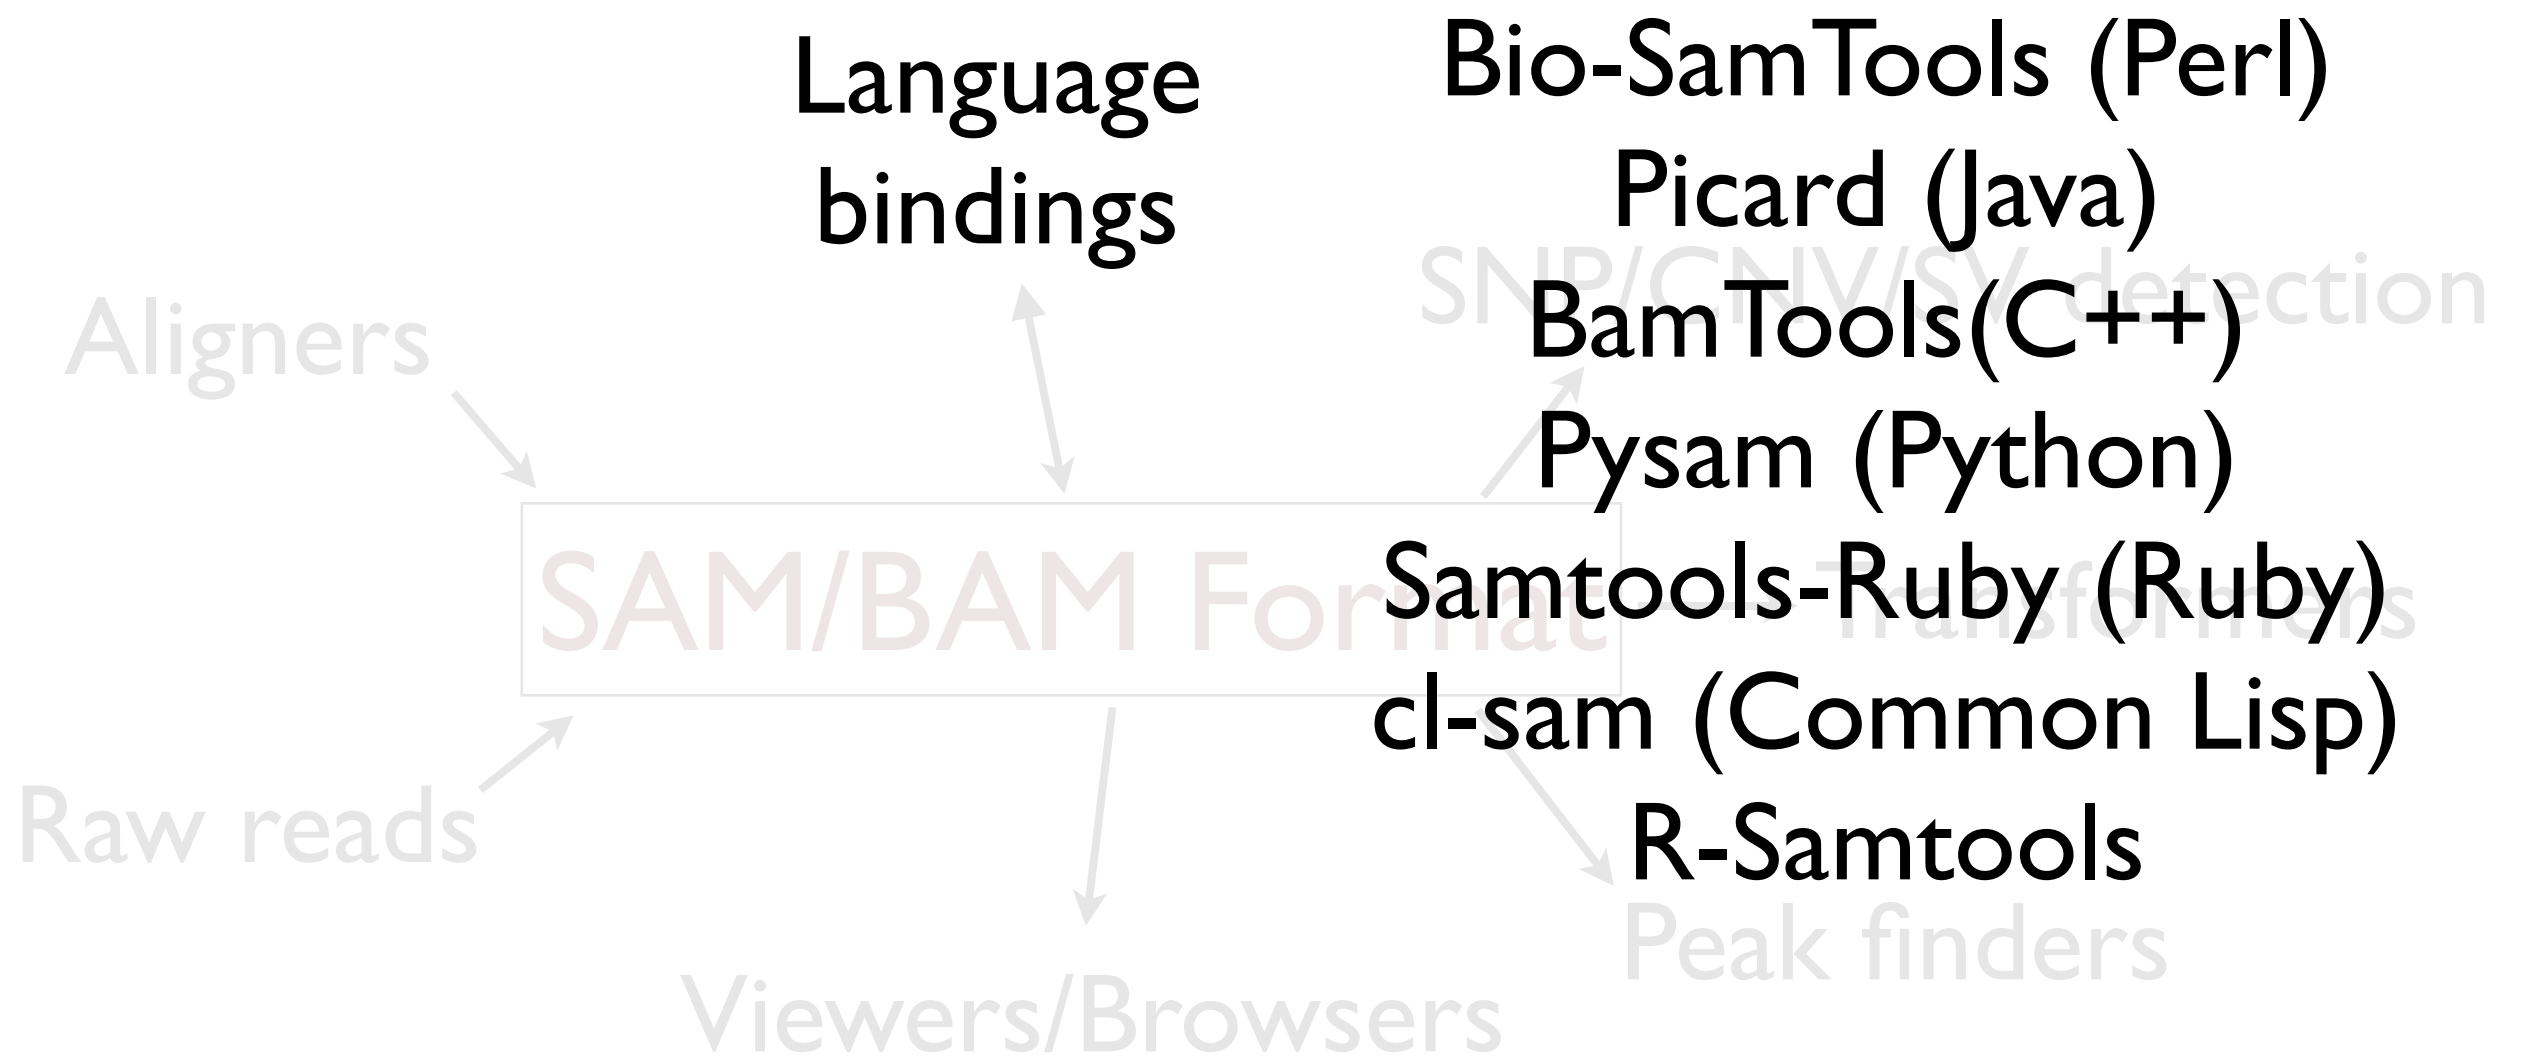 Language
bindings
Bio-SamTools (Perl)
Picard (Java)
BamTools(C++)
Pysam (Python)
Samtools-Ruby (Ruby)
cl-sam (Common Lisp)
R-Samtools
Aligners
SNP/CNV/SV detection
SAM/BAM Format
Transformers
Raw reads
Peak finders
Viewers/Browsers